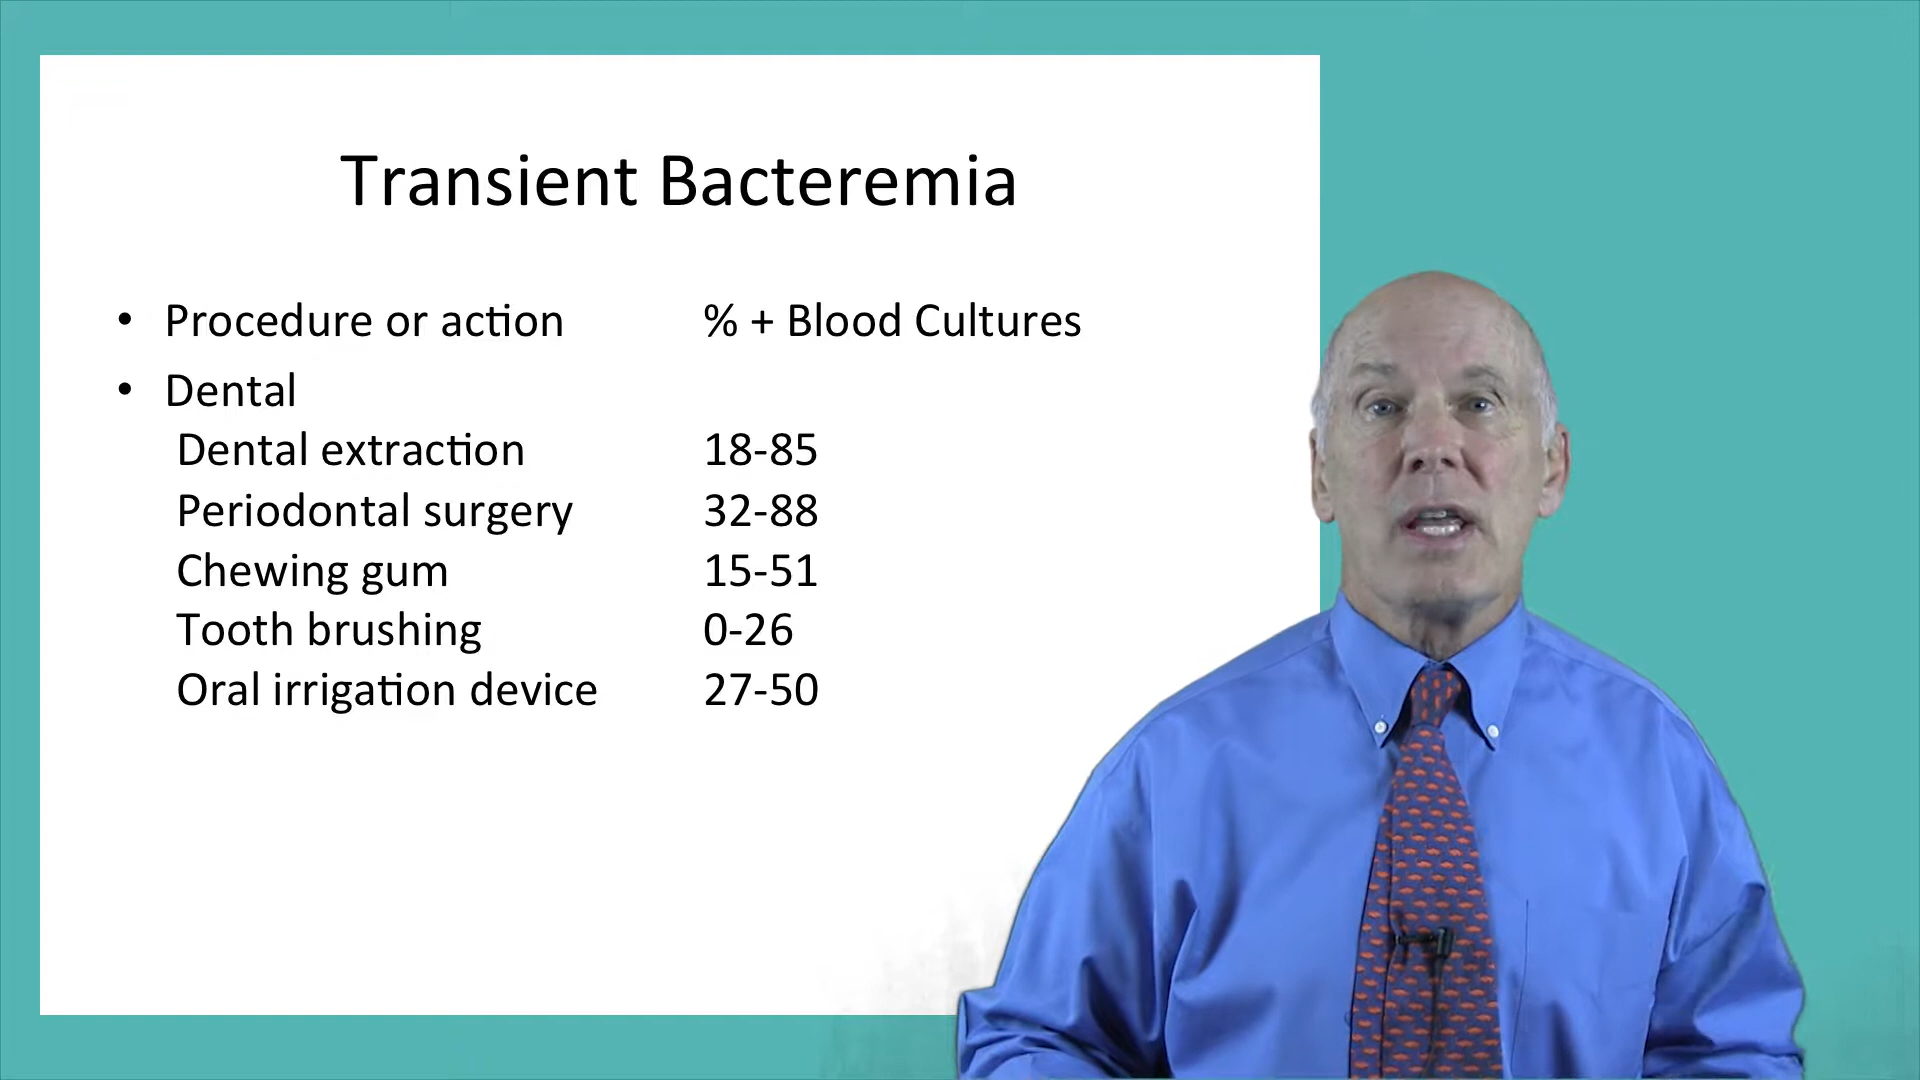 Transient Bacteremia
• Procedure or action % + Blood Cultures
• Dental
Dental extraction 18-85
Periodontal surgery 32-88
Chewing gum 15-51
Tooth brushing 0-26
Oral irrigation device 27-50